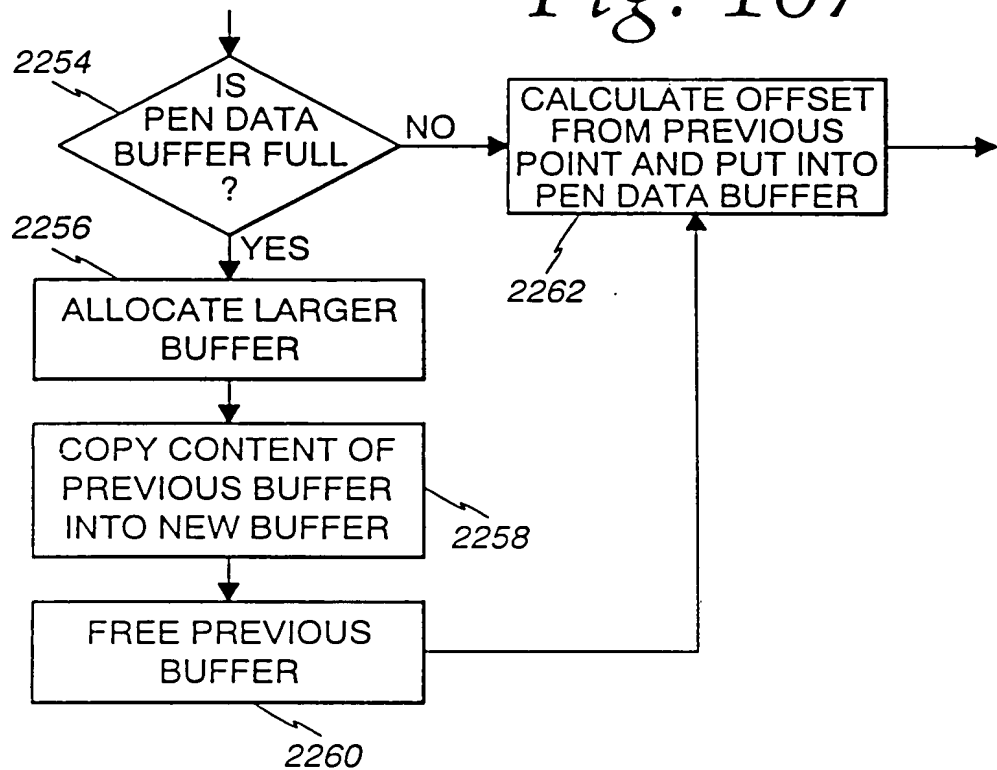 Fig. 107
2254
IS
PEN DATA
BUFFER FULL
?
NO
CALCULATE OFFSET
FROM PREVIOUS
POINT AND PUT INTO
PEN DATA BUFFER
2262
YES
2256
ALLOCATE LARGER
BUFFER
COPY CONTENT OF
PREVIOUS BUFFER
INTO NEW BUFFER
2258
FREE PREVIOUS
BUFFER
2260